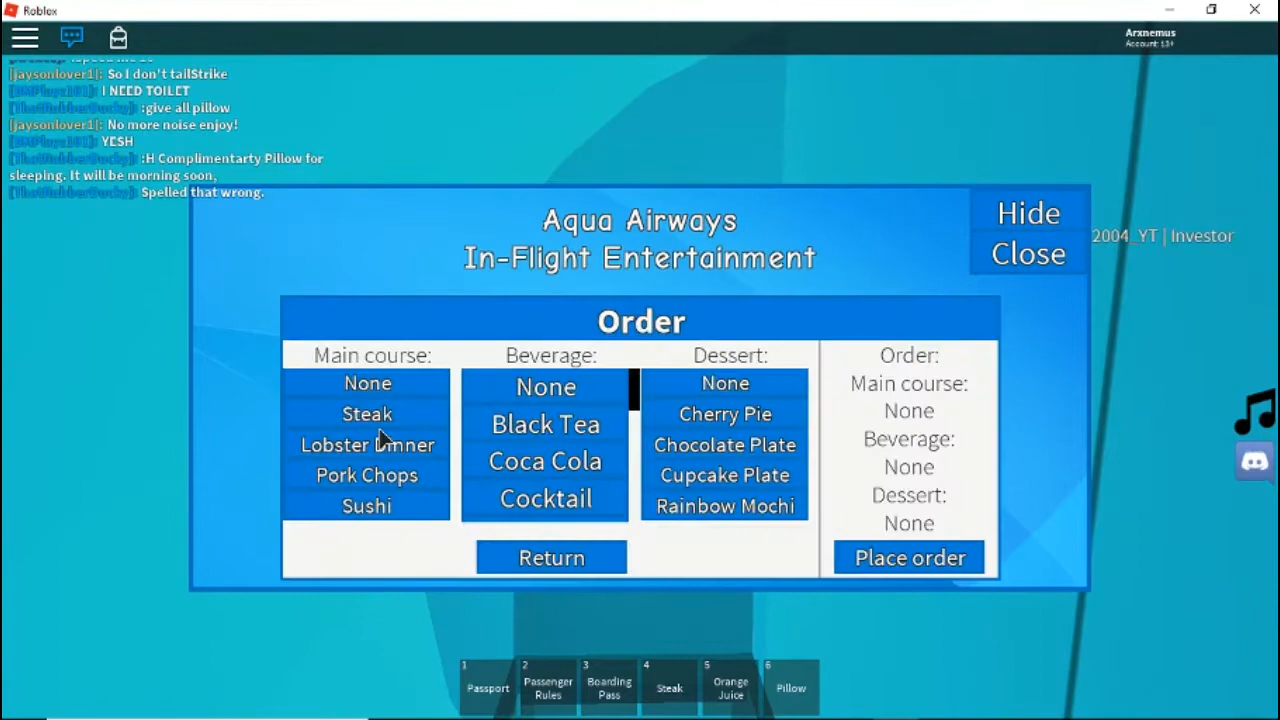 Roblox
Arxnemus
Account: 13+
[jaysonlover1]: So I don't tailStrike
I NEED TOILET
:give all pillow
[jaysonlover1]: No more noise enjoy!
YESH
:H Complimentarty Pillow for
sleeping. It will be morning soon,
Spelled that wrong.
Aqua Airways
In-Flight Entertainment
Hide
Close
2004_YT | Investor
Order
Main course:
None
Steak
Lobster Dinner
Pork Chops
Sushi
Beverage:
None
Black Tea
Coca Cola
Cocktail
Dessert:
None
Cherry Pie
Chocolate Plate
Cupcake Plate
Rainbow Mochi
Order:
Main course:
None
Beverage:
None
Dessert:
None
Return
Place order
1
Passport
2
Passenger
Rules
3
Boarding
Pass
4
Steak
5
Orange
Juice
6
Pillow